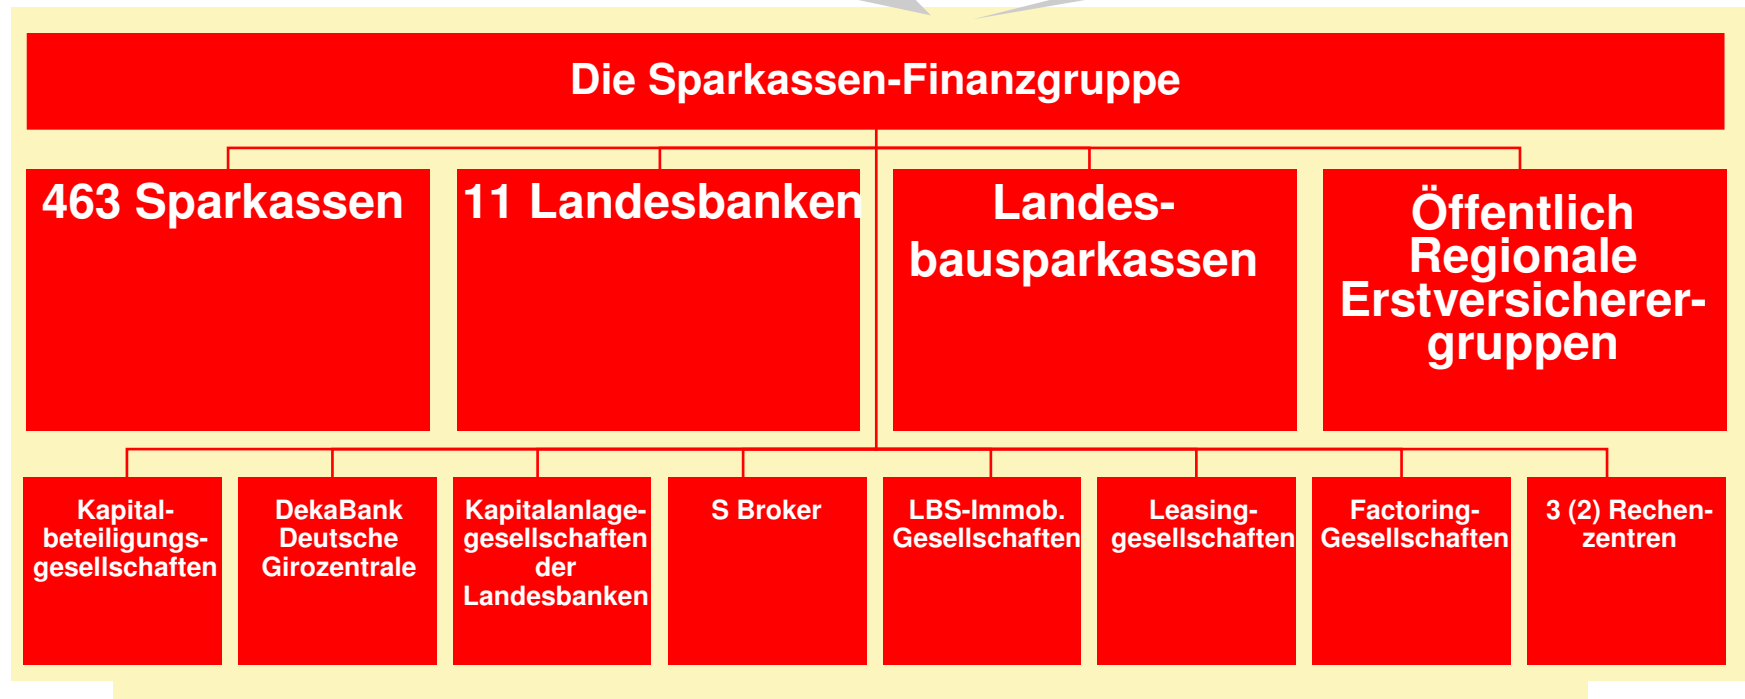 Die Sparkassen-Finanzgruppe
463 Sparkassen
11 Landesbanken
Landes-
bausparkassen
Öffentlich
Regionale
Erstversicherer-
gruppen
Kapital-
beteiligungs-
gesellschaften
DekaBank
Deutsche
Girozentrale
Kapitalanlage-
gesellschaften
der
Landesbanken
S Broker
LBS-Immob.
Gesellschaften
Leasing-
gesellschaften
Factoring-
Gesellschaften
3 (2) Rechen-
zentren